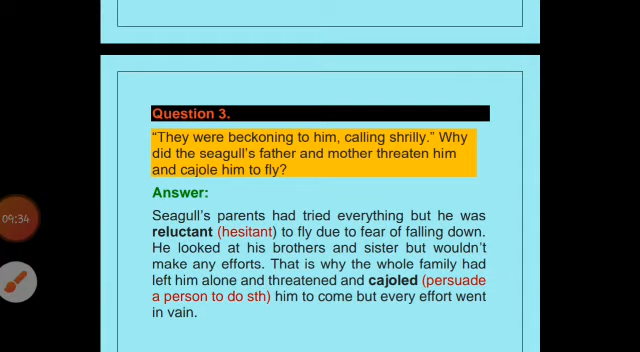 Question 3.
“They were beckoning to him, calling shrilly.” Why
did the seagull’s father and mother threaten him
and cajole him to fly?
Answer:
Seagull’s parents had tried everything but he was
reluctant (hesitant) to fly due to fear of falling down.
He looked at his brothers and sister but wouldn’t
make any efforts. That is why the whole family had
left him alone and threatened and cajoled (persuade
a person to do sth) him to come but every effort went
in vain.
09:34